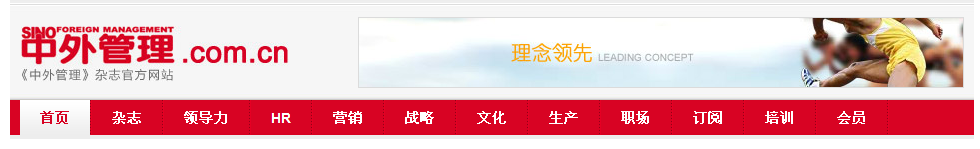 SINO FOREIGN MANAGEMENT
中外管理.com.cn
《中外管理》杂志官方网站
理念领先 LEADING CONCEPT
首页 杂志 领导力 HR 营销 战略 文化 生产 职场 订阅 培训 会员